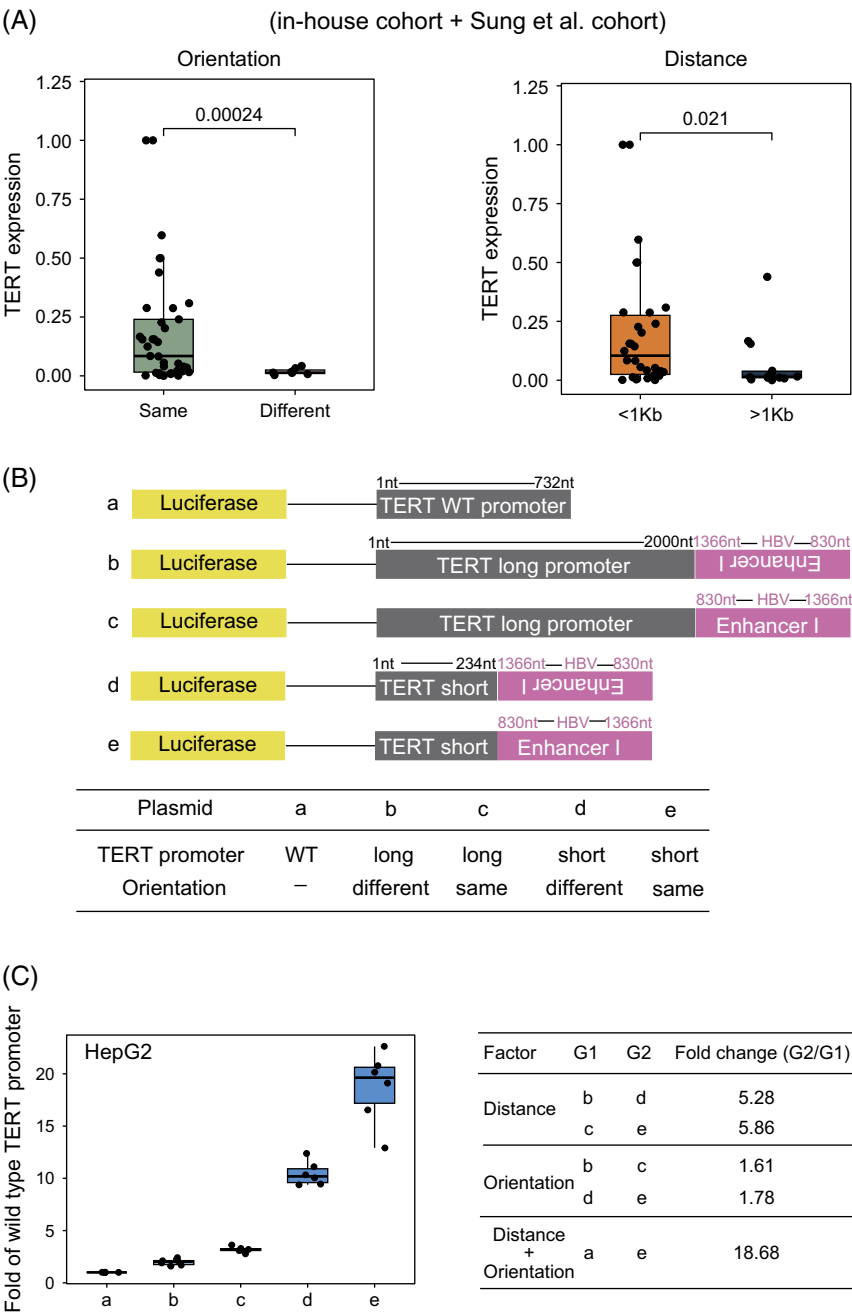 (A)
(in-house cohort + Sung et al. cohort)
Orientation
TERT expression
1.25
1.00
0.75
0.50
0.25
0.00
0.00024
Same
Different
Distance
TERT expression
1.25
1.00
0.75
0.50
0.25
0.00
0.021
<1Kb
>1Kb
(B)
1nt 732nt
a Luciferase TERT WT promoter
1nt 2000nt 1366nt HBV 830nt
b Luciferase TERT long promoter Enhancer I
830nt HBV 1366nt
c Luciferase TERT long promoter Enhancer I
1nt 234nt 1366nt HBV 830nt
d Luciferase TERT short Enhancer I
830nt HBV 1366nt
e Luciferase TERT short Enhancer I
Plasmid a b c d e
TERT promoter WT long long short short
Orientation – different same different same
(C)
HepG2
Fold of wild type TERT promoter
20
15
10
5
0
a b c d e
Factor G1 G2 Fold change (G2/G1)
Distance
b d 5.28
c e 5.86
Orientation
b c 1.61
d e 1.78
Distance
+
Orientation
a e 18.68